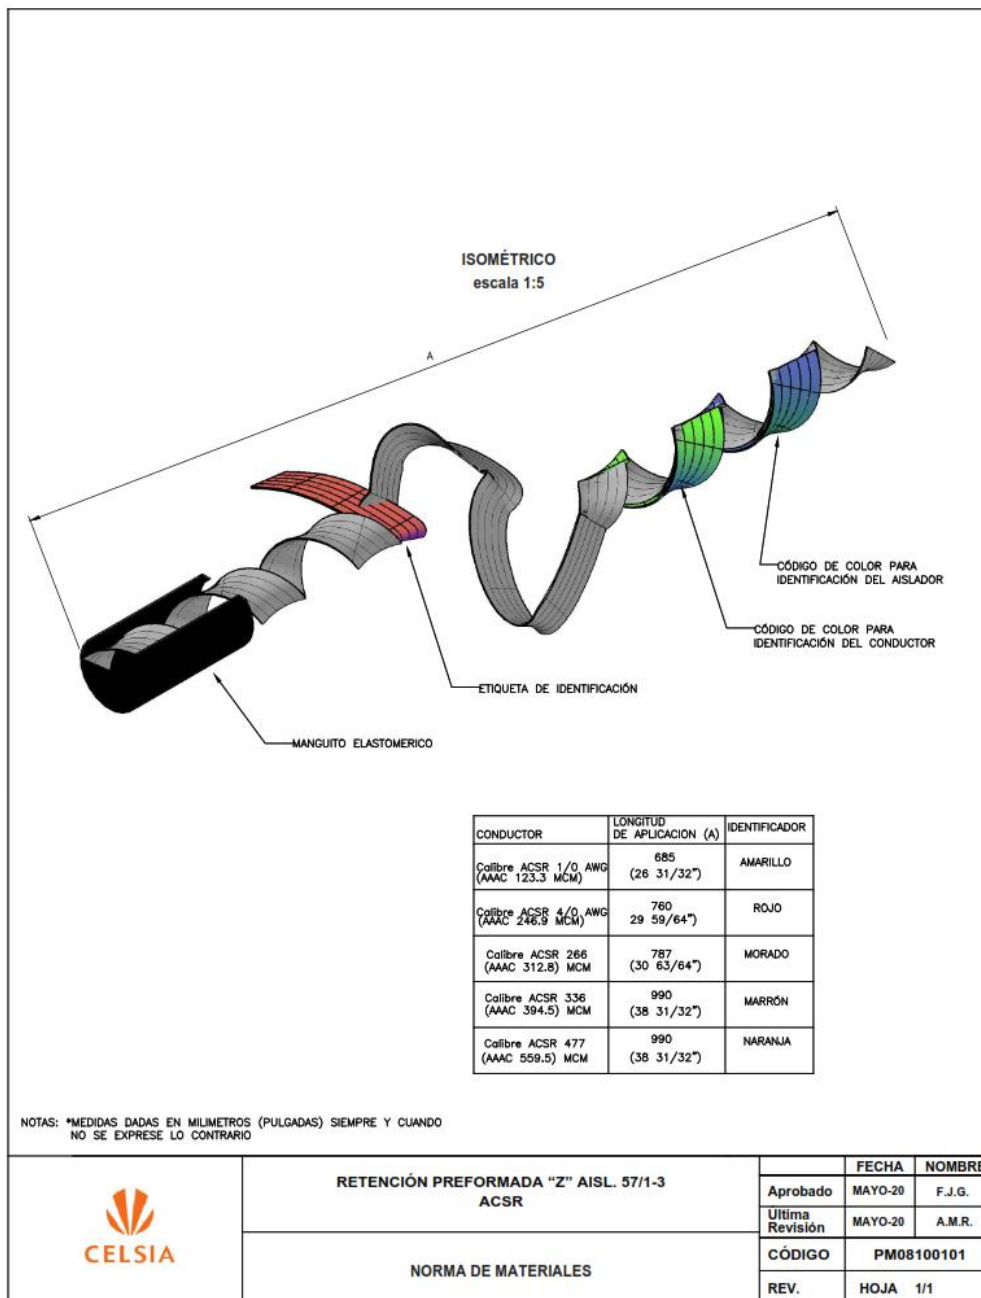 ISOMÉTRICO
escala 1:5
A
CÓDIGO DE COLOR PARA
IDENTIFICACIÓN DEL AISLADOR
CÓDIGO DE COLOR PARA
IDENTIFICACIÓN DEL CONDUCTOR
ETIQUETA DE IDENTIFICACIÓN
MANGUITO ELASTOMERICO
CONDUCTOR
LONGITUD
DE APLICACION (A)
IDENTIFICADOR
Calibre ACSR 1/0 AWG
(AAAC 123.3 MCM)
685
(26 31/32")
AMARILLO
Calibre ACSR 4/0 AWG
(AAAC 246.9 MCM)
760
29 59/64")
ROJO
Calibre ACSR 266
(AAAC 312.8) MCM
787
(30 63/64")
MORADO
Calibre ACSR 336
(AAAC 394.5) MCM
990
(38 31/32")
MARRÓN
Calibre ACSR 477
(AAAC 559.5) MCM
990
(38 31/32")
NARANJA
NOTAS: *MEDIDAS DADAS EN MILIMETROS (PULGADAS) SIEMPRE Y CUANDO
NO SE EXPRESE LO CONTRARIO
CELSIA
RETENCIÓN PREFORMADA "Z" AISL. 57/1-3
ACSR
NORMA DE MATERIALES
FECHA NOMBRE
Aprobado MAYO-20 F.J.G.
Última
Revisión MAYO-20 A.M.R.
CÓDIGO PM08100101
REV. HOJA 1/1